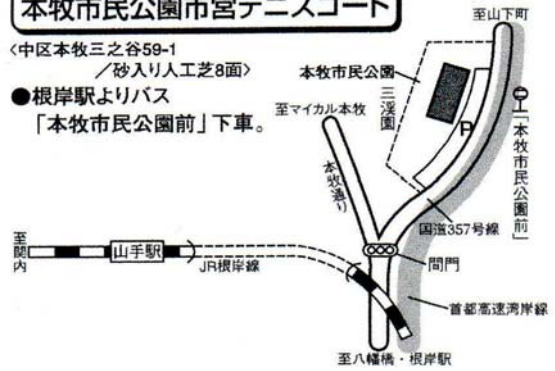 本牧市民公園市営テニスコート
〈中区本牧三之谷59-1
／砂入り人工芝8面〉
●根岸駅よりバス
「本牧市民公園前」下車。
至山下町
本牧市民公園
三渓園
P
「本牧市民公園前」
至マイカル本牧
本牧通り
国道357号線
至関内
山手駅
JR根岸線
間門
首都高速湾岸線
至八幡橋・根岸駅